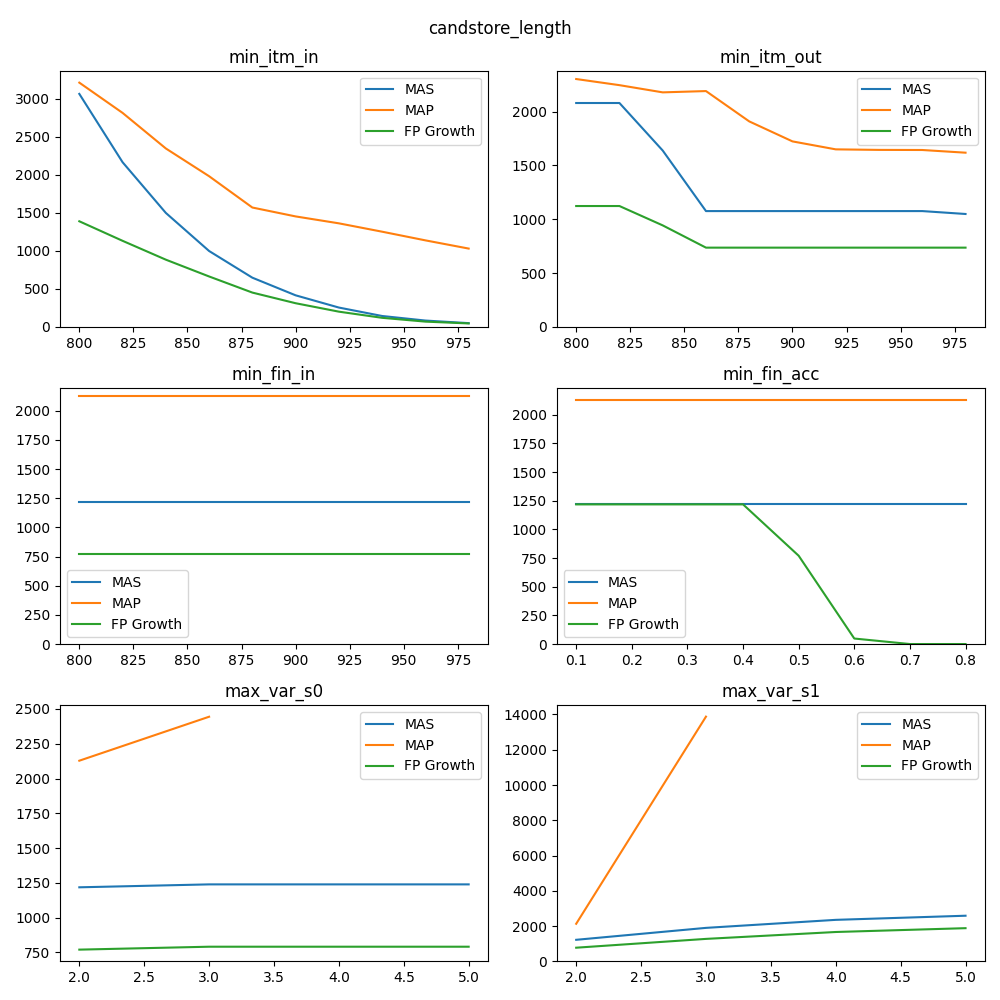 candstore_length
min_itm_in
3000
2500
2000
1500
1000
500
0
800 825 850 875 900 925 950 975
MAS
MAP
FP Growth
min_itm_out
2000
1500
1000
500
0
800 825 850 875 900 925 950 975
MAS
MAP
FP Growth
min_fin_in
2000
1750
1500
1250
1000
750
500
250
0
800 825 850 875 900 925 950 975
MAS
MAP
FP Growth
min_fin_acc
2000
1750
1500
1250
1000
750
500
250
0
0.1 0.2 0.3 0.4 0.5 0.6 0.7 0.8
MAS
MAP
FP Growth
max_var_s0
2500
2250
2000
1750
1500
1250
1000
750
2.0 2.5 3.0 3.5 4.0 4.5 5.0
MAS
MAP
FP Growth
max_var_s1
14000
12000
10000
8000
6000
4000
2000
0
2.0 2.5 3.0 3.5 4.0 4.5 5.0
MAS
MAP
FP Growth